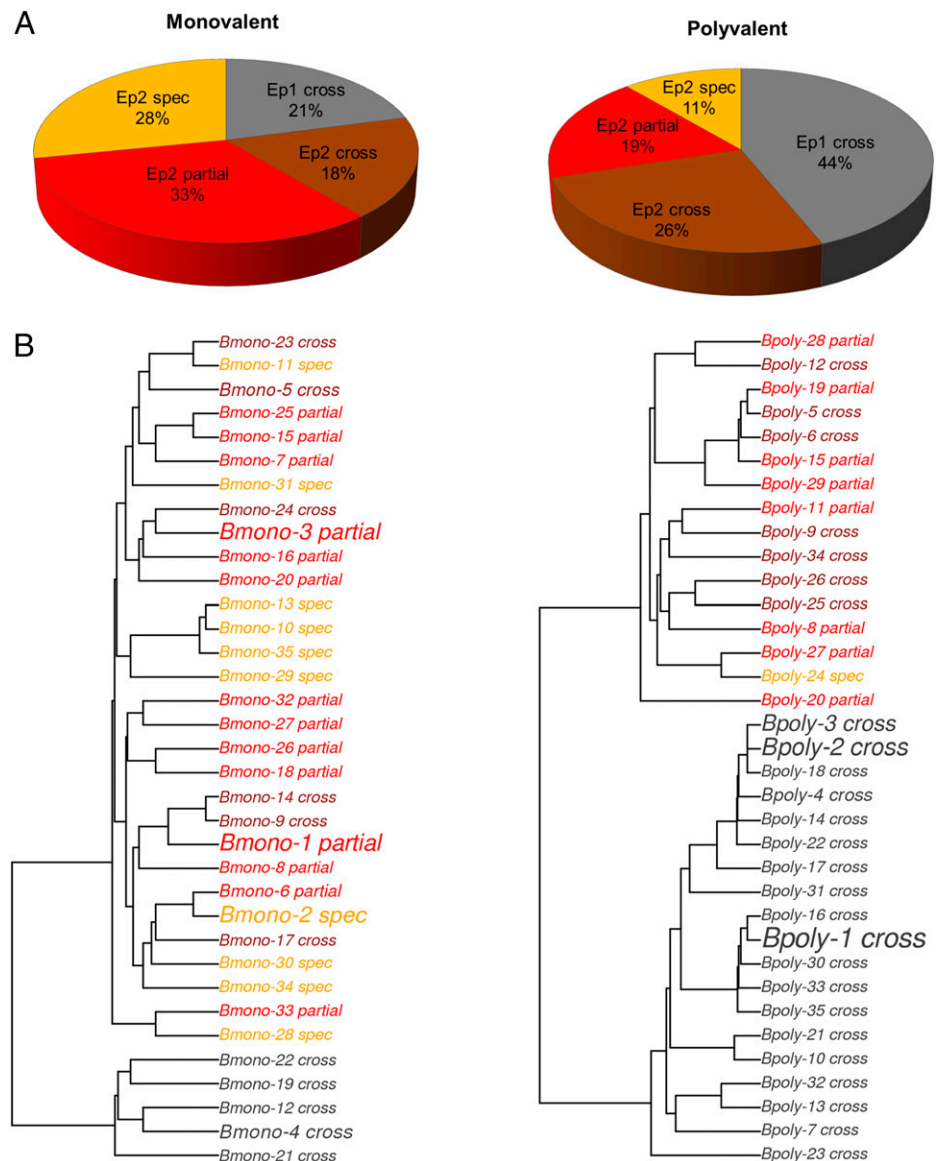 A
Monovalent
Polyvalent
Ep2 spec
28%
Ep1 cross
21%
Ep2 cross
18%
Ep2 partial
33%
Ep2 spec
11%
Ep2 partial
19%
Ep1 cross
44%
Ep2 cross
26%
B
Bmono-23 cross
Bmono-11 spec
Bmono-5 cross
Bmono-25 partial
Bmono-15 partial
Bmono-7 partial
Bmono-31 spec
Bmono-24 cross
Bmono-3 partial
Bmono-16 partial
Bmono-20 partial
Bmono-13 spec
Bmono-10 spec
Bmono-35 spec
Bmono-29 spec
Bmono-32 partial
Bmono-27 partial
Bmono-26 partial
Bmono-18 partial
Bmono-14 cross
Bmono-9 cross
Bmono-1 partial
Bmono-8 partial
Bmono-6 partial
Bmono-2 spec
Bmono-17 cross
Bmono-30 spec
Bmono-34 spec
Bmono-33 partial
Bmono-28 spec
Bmono-22 cross
Bmono-19 cross
Bmono-12 cross
Bmono-4 cross
Bmono-21 cross
Bpoly-28 partial
Bpoly-12 cross
Bpoly-19 partial
Bpoly-5 cross
Bpoly-6 cross
Bpoly-15 partial
Bpoly-29 partial
Bpoly-11 partial
Bpoly-9 cross
Bpoly-34 cross
Bpoly-26 cross
Bpoly-25 cross
Bpoly-8 partial
Bpoly-27 partial
Bpoly-24 spec
Bpoly-20 partial
Bpoly-3 cross
Bpoly-2 cross
Bpoly-18 cross
Bpoly-4 cross
Bpoly-14 cross
Bpoly-22 cross
Bpoly-17 cross
Bpoly-31 cross
Bpoly-16 cross
Bpoly-1 cross
Bpoly-30 cross
Bpoly-33 cross
Bpoly-35 cross
Bpoly-21 cross
Bpoly-10 cross
Bpoly-32 cross
Bpoly-13 cross
Bpoly-7 cross
Bpoly-23 cross